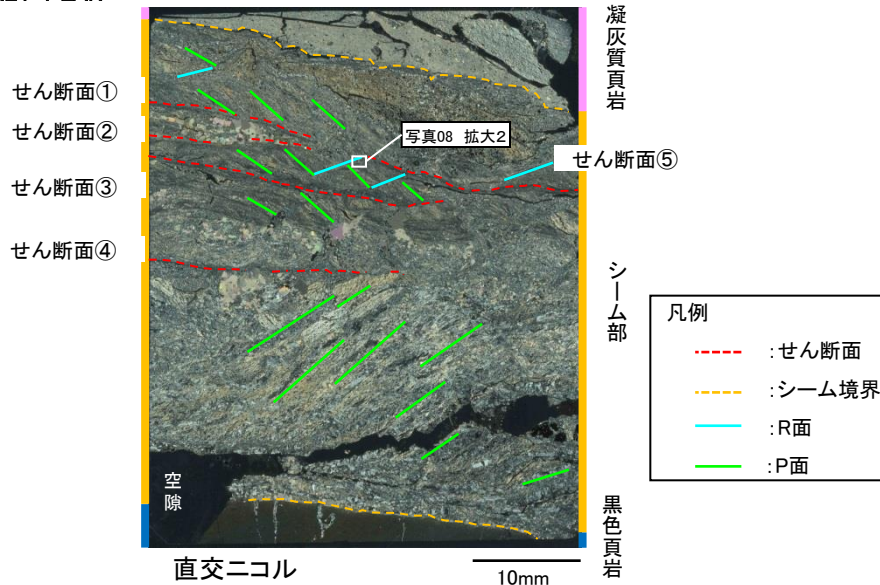 凝灰質頁岩
せん断面①
せん断面②
せん断面③
せん断面④
写真08 拡大2
せん断面⑤
シーム部
凡例
:せん断面
:シーム境界
:R面
:P面
空隙
黒色頁岩
直交ニコル
10mm